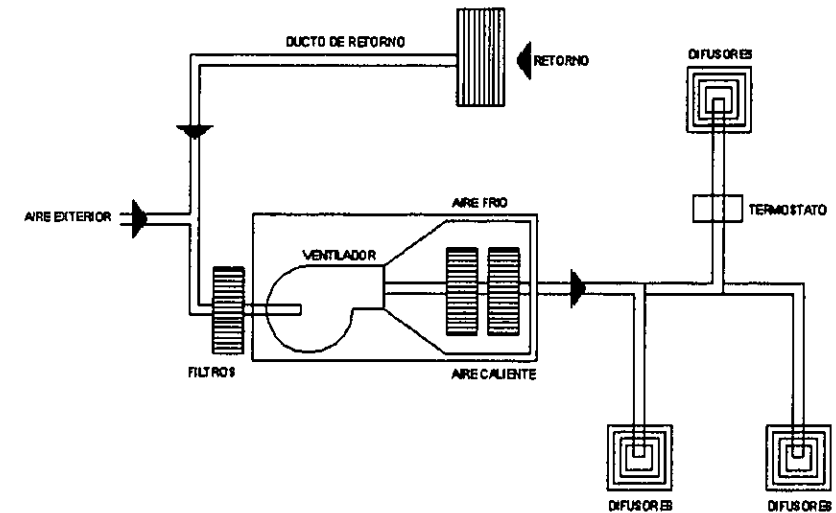 DUCTO DE RETORNO
RETORNO
DIFUSORES
AIRE EXTERIOR
AIRE FRIO
TERMOSTATO
VENTILADOR
FILTROS
AIRE CALIENTE
DIFUSORES
DIFUSORES